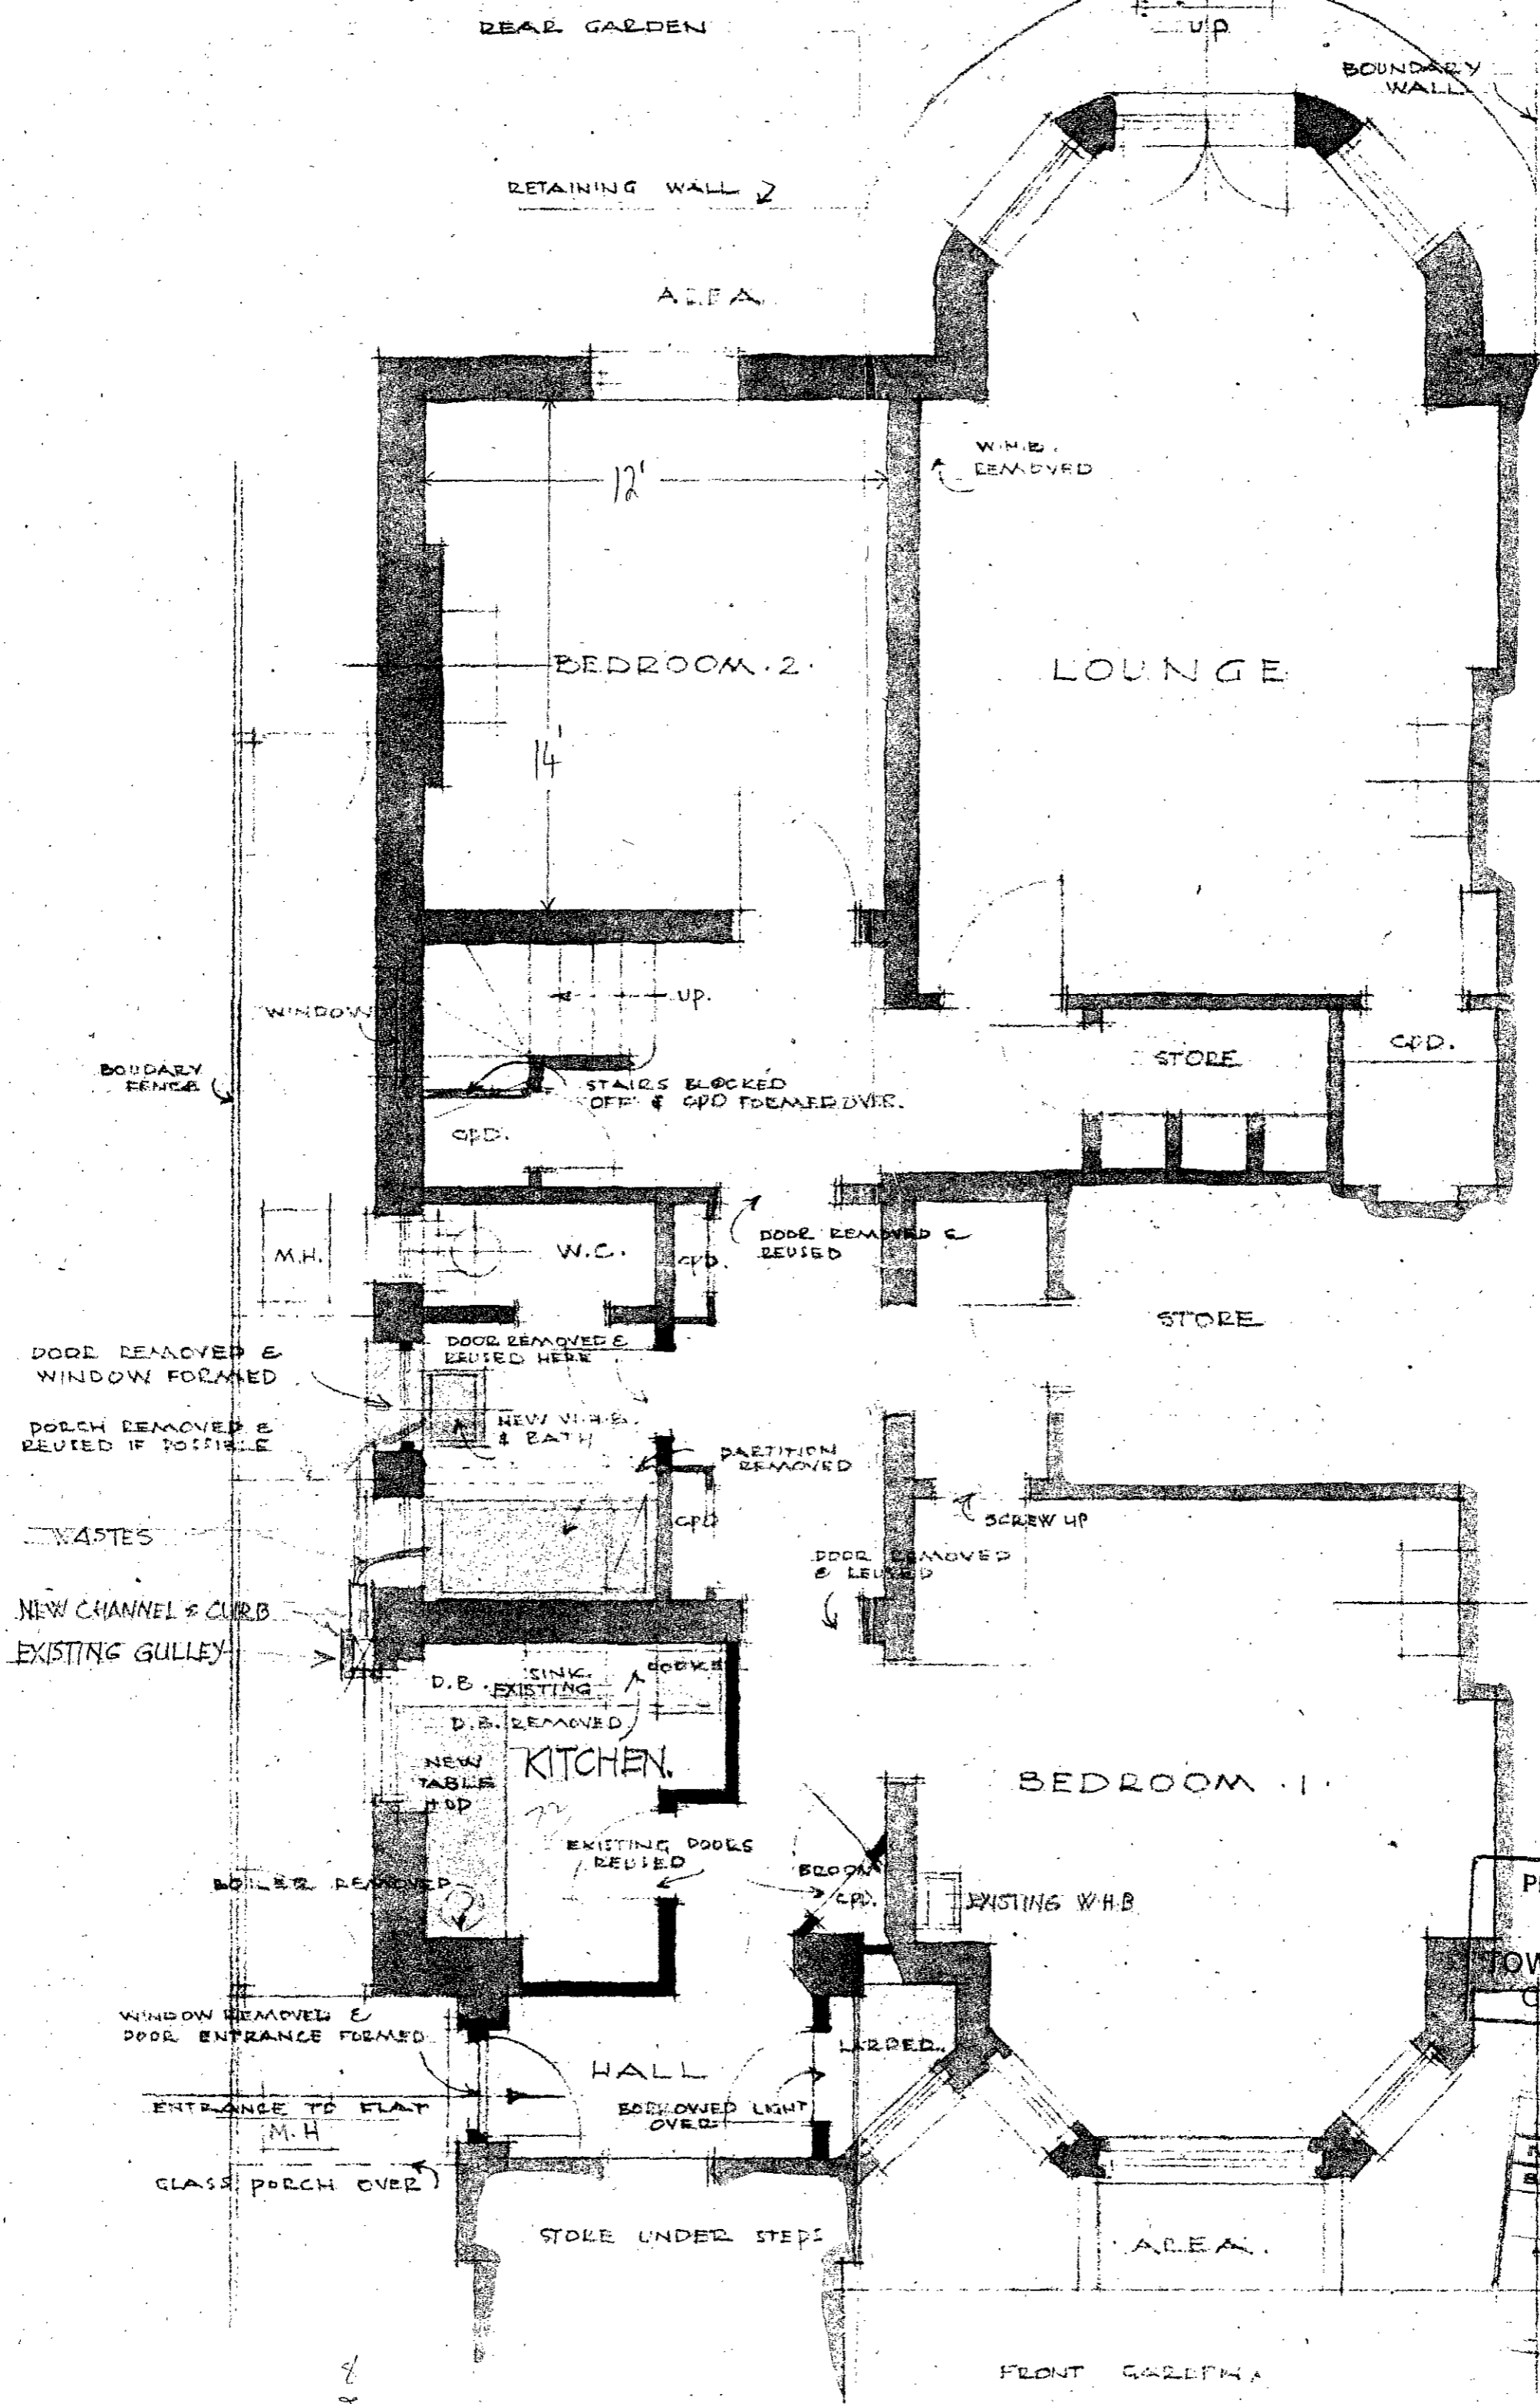 REAR GARDEN
UP
BOUNDARY
WALL
RETAINING WALL
AREA
W.H.B.
REMOVED
12'
BEDROOM.2.
LOUNGE
14'
UP.
WINDOW
STORE
CPD.
BOUDARY
FENCE
STAIRS BLOCKED
OFF & CPD FORMED OVER.
CPD.
M.H.
W.C.
CPD.
DOOR REMOVED &
REUSED
STORE
DOOR REMOVED &
WINDOW FORMED
DOOR REMOVED &
REUSED HERE
PORCH REMOVED &
REUSED IF POSSIBLE
NEW W.H.B.
& BATH
PARTITION
REMOVED
WASTES
CPD
SCREW UP
DOOR REMOVED
& REUSED
NEW CHANNEL & CURB
EXISTING GULLEY
D.B.
SINK
EXISTING
COOKER
D.B. REMOVED
NEW
TABLE
TOP
KITCHEN.
BEDROOM.1.
EXISTING DOORS
REUSED
BROOM
CPD.
BOILER REMOVED
EXISTING W.H.B
TOW
WINDOW REMOVED &
DOOR ENTRANCE FORMED
HALL
LARDER.
ENTRANCE TO FLAT
M.H
BORROWED LIGHT
OVER
GLASS PORCH OVER
STORE UNDER STEPS
AREA.
FRONT GARDEN